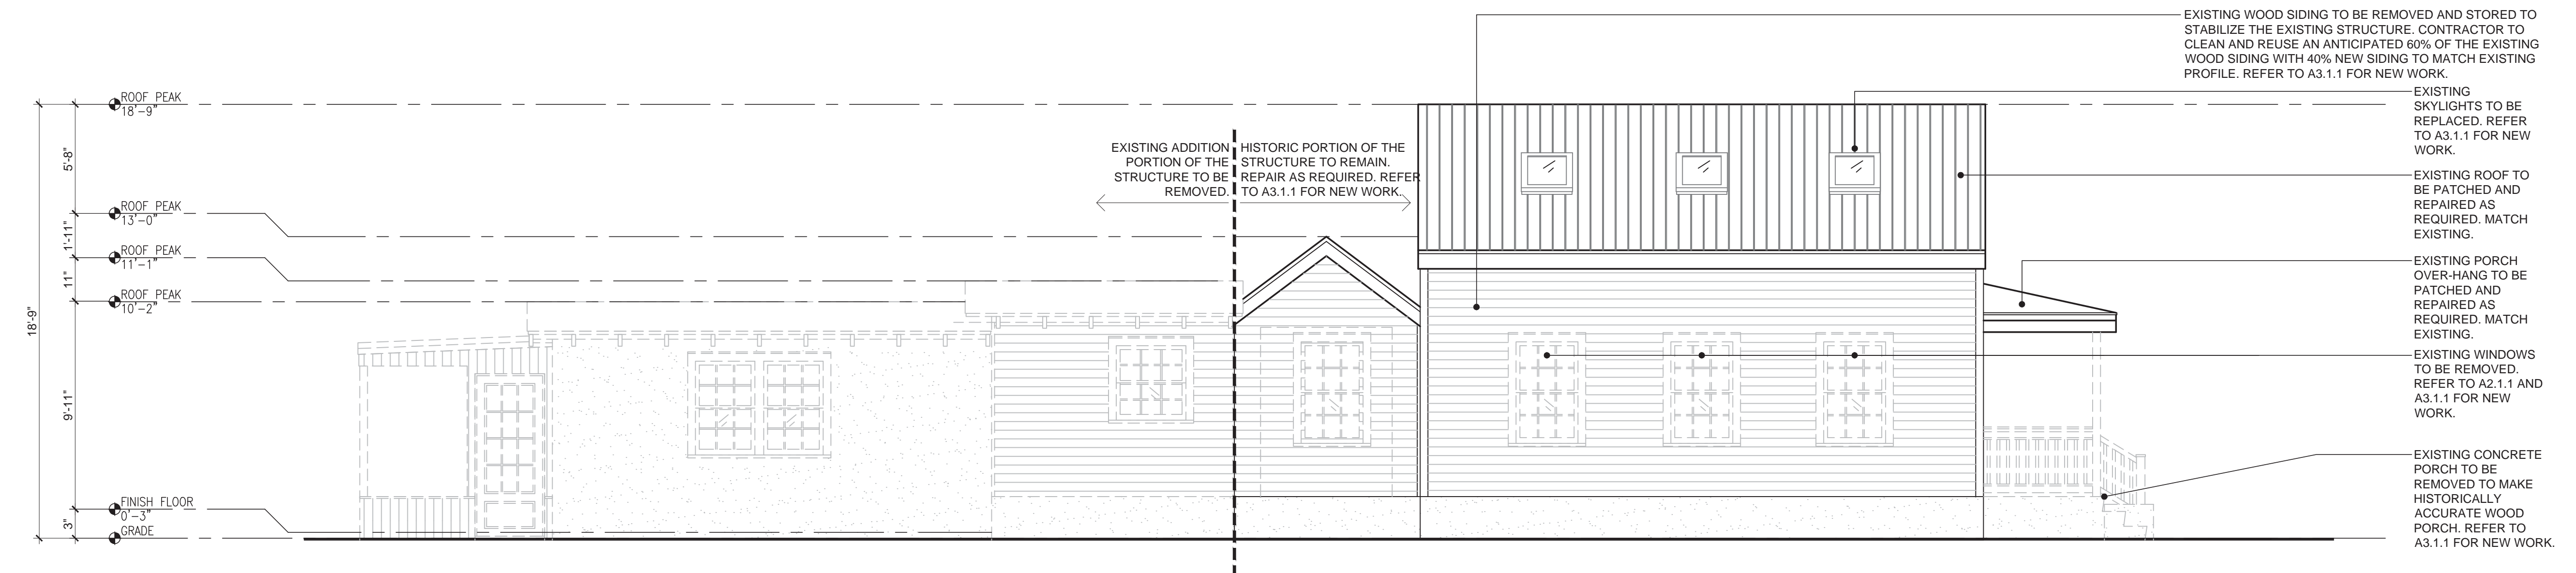 EXISTING WOOD SIDING TO BE REMOVED AND STORED TO
STABILIZE THE EXISTING STRUCTURE. CONTRACTOR TO
CLEAN AND REUSE AN ANTICIPATED 60% OF THE EXISTING
WOOD SIDING WITH 40% NEW SIDING TO MATCH EXISTING
PROFILE. REFER TO A3.1.1 FOR NEW WORK.
EXISTING
SKYLIGHTS TO BE
REPLACED. REFER
TO A3.1.1 FOR NEW
WORK.
EXISTING ROOF TO
BE PATCHED AND
REPAIRED AS
REQUIRED. MATCH
EXISTING.
EXISTING PORCH
OVER-HANG TO BE
PATCHED AND
REPAIRED AS
REQUIRED. MATCH
EXISTING.
EXISTING WINDOWS
TO BE REMOVED.
REFER TO A2.1.1 AND
A3.1.1 FOR NEW
WORK.
EXISTING CONCRETE
PORCH TO BE
REMOVED TO MAKE
HISTORICALLY
ACCURATE WOOD
PORCH. REFER TO
A3.1.1 FOR NEW WORK.
EXISTING ADDITION
PORTION OF THE
STRUCTURE TO BE
REMOVED.
HISTORIC PORTION OF THE
STRUCTURE TO REMAIN.
REPAIR AS REQUIRED. REFER
TO A3.1.1 FOR NEW WORK.
ROOF PEAK
18'-9"
ROOF PEAK
13'-0"
ROOF PEAK
11'-1"
ROOF PEAK
10'-2"
FINISH FLOOR
0'-3"
GRADE
18'-9"
5'-8"
1'-11"
11"
9'-11"
3"